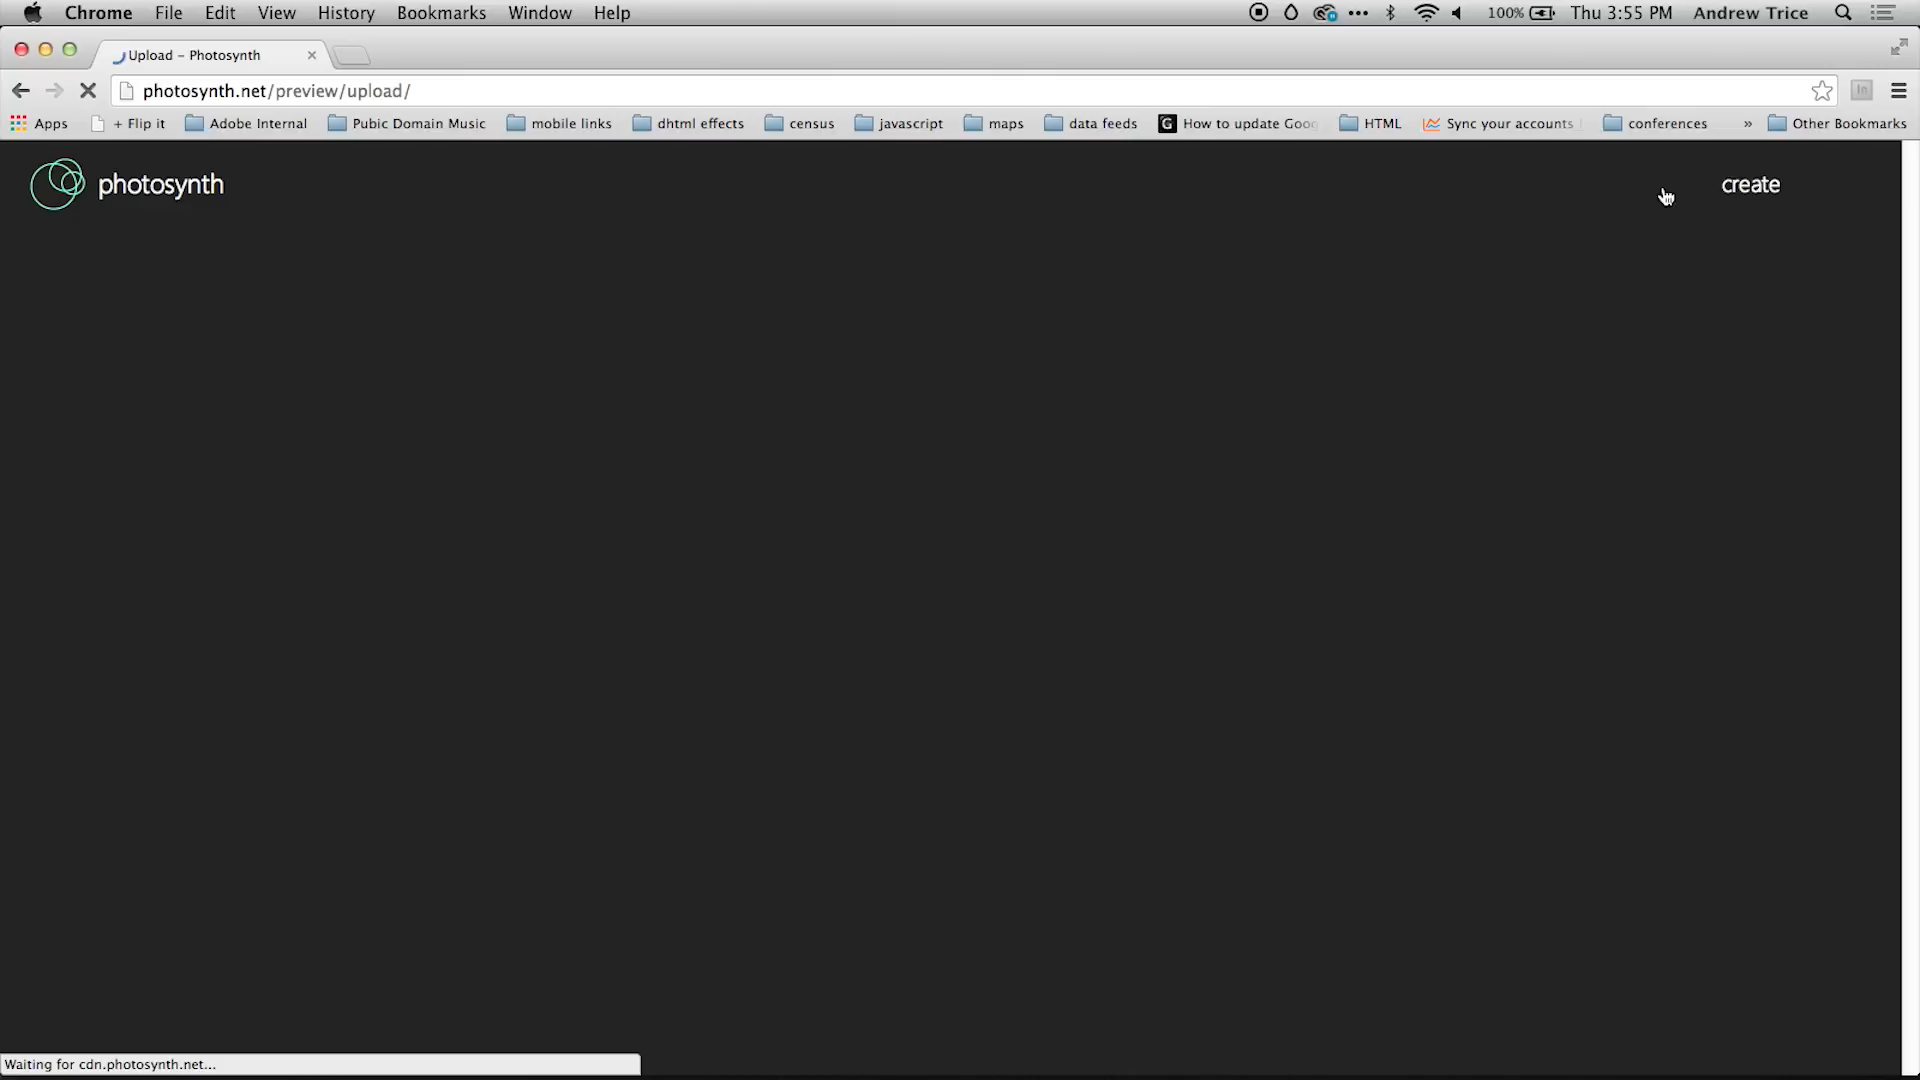 Chrome File Edit View History Bookmarks Window Help 100% Thu 3:55 PM Andrew Trice
Upload – Photosynth
photosynth.net/preview/upload/
Apps + Flip it Adobe Internal Pubic Domain Music mobile links dhtml effects census javascript maps data feeds G How to update Goo HTML Sync your accounts conferences » Other Bookmarks
photosynth create
Waiting for cdn.photosynth.net...